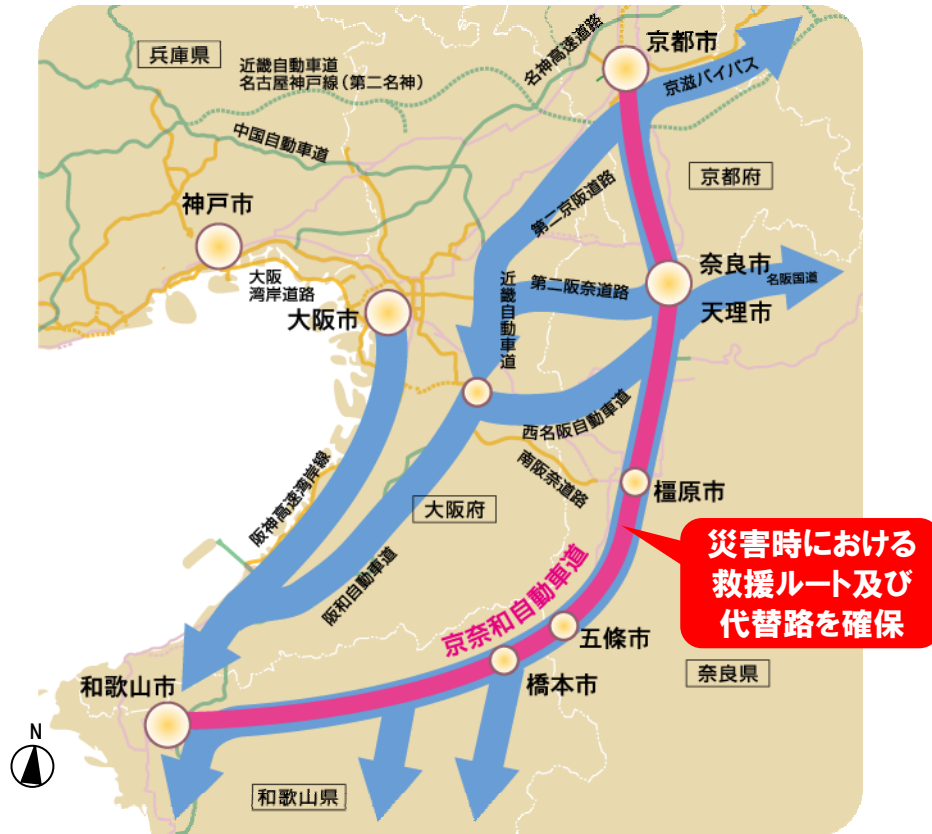 兵庫県
近畿自動車道
名古屋神戸線(第二名神)
名神高速道路
京都市
京滋バイパス
中国自動車道
京都府
神戸市
第二京阪道路
大阪
湾岸道路
大阪市
近畿自動車道
第二阪奈道路
奈良市
名阪国道
天理市
西名阪自動車道
南阪奈道路
橿原市
阪神高速湾岸線
大阪府
阪和自動車道
災害時における
救援ルート及び
代替路を確保
京奈和自動車道
五條市
橋本市
奈良県
和歌山市
N
和歌山県